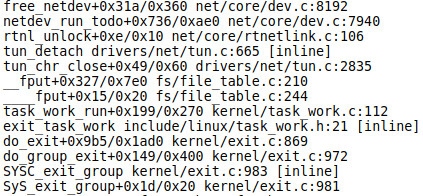 free_netdev+0x31a/0x360 net/core/dev.c:8192
netdev_run_todo+0x736/0xae0 net/core/dev.c:7940
rtnl_unlock+0xe/0x10 net/core/rtnetlink.c:106
tun_detach drivers/net/tun.c:665 [inline]
tun_chr_close+0x49/0x60 drivers/net/tun.c:2835
__fput+0x327/0x7e0 fs/file_table.c:210
____fput+0x15/0x20 fs/file_table.c:244
task_work_run+0x199/0x270 kernel/task_work.c:112
exit_task_work include/linux/task_work.h:21 [inline]
do_exit+0x9b5/0x1ad0 kernel/exit.c:869
do_group_exit+0x149/0x400 kernel/exit.c:972
SYSC_exit_group kernel/exit.c:983 [inline]
SyS_exit_group+0x1d/0x20 kernel/exit.c:981